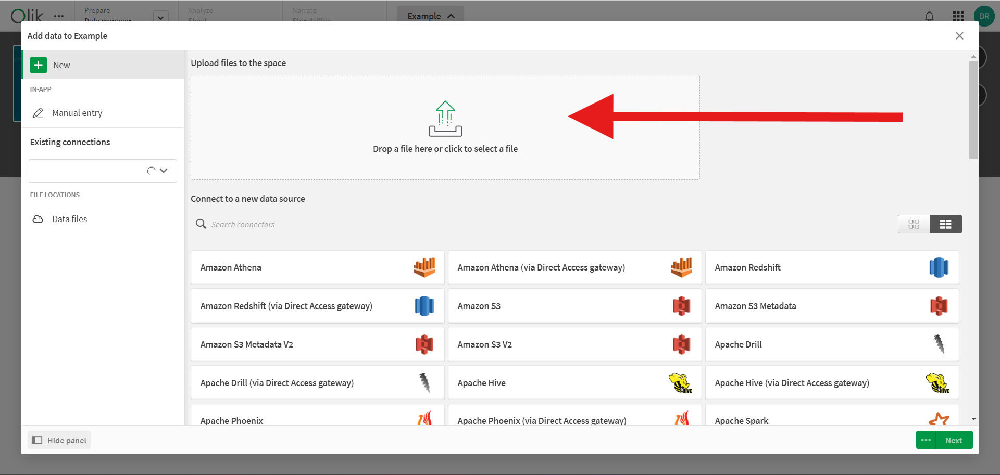 Qlik
Prepare
Data manager
Analyze
Sheet
Narrate
Storytelling
Example
BR
Add data to Example
New
IN-APP
Manual entry
Existing connections
FILE LOCATIONS
Data files
Upload files to the space
Drop a file here or click to select a file
Connect to a new data source
Search connectors
Amazon Athena
Amazon Athena (via Direct Access gateway)
Amazon Redshift
Amazon Redshift (via Direct Access gateway)
Amazon S3
Amazon S3 Metadata
Amazon S3 Metadata V2
Amazon S3 V2
Apache Drill
Apache Drill (via Direct Access gateway)
Apache Hive
HIVE
Apache Hive (via Direct Access gateway)
HIVE
Apache Phoenix
Apache Phoenix (via Direct Access gateway)
Apache Spark
Hide panel
Next